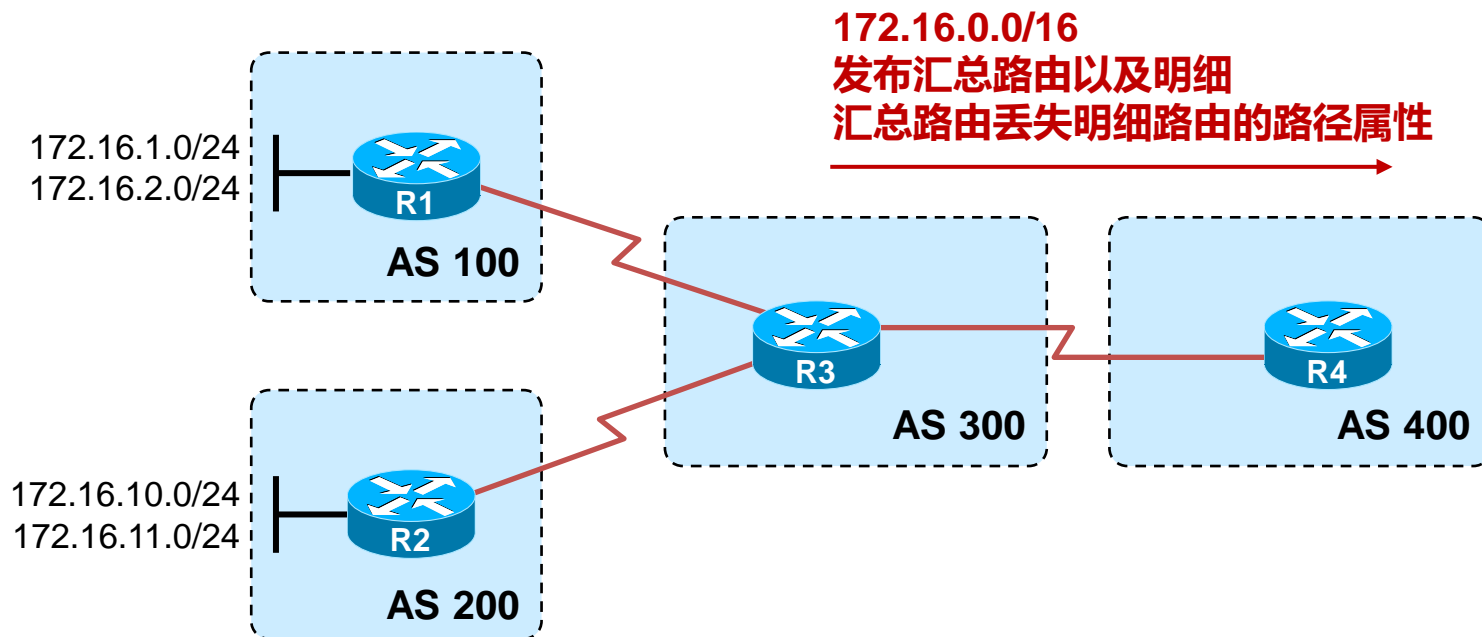 172.16.0.0/16
发布汇总路由以及明细
汇总路由丢失明细路由的路径属性
172.16.1.0/24
172.16.2.0/24
R1
AS 100
R3
AS 300
R4
AS 400
172.16.10.0/24
172.16.11.0/24
R2
AS 200